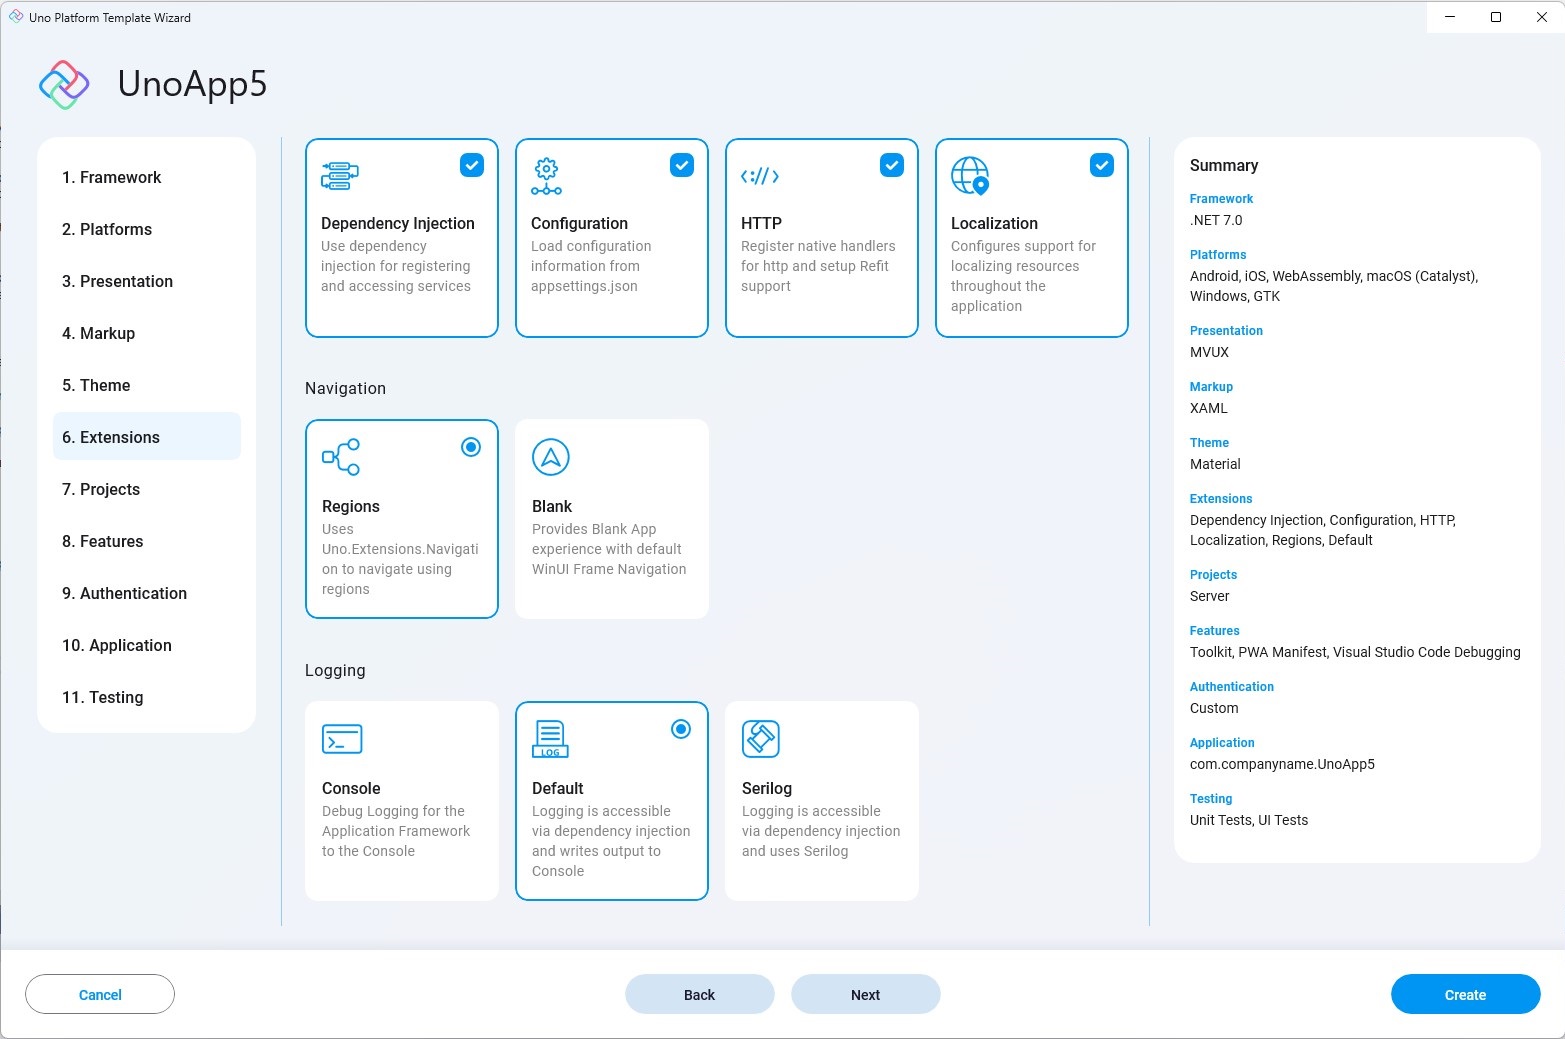 Uno Platform Template Wizard
UnoApp5
1. Framework
2. Platforms
3. Presentation
4. Markup
5. Theme
6. Extensions
7. Projects
8. Features
9. Authentication
10. Application
11. Testing
Dependency Injection
Use dependency
injection for registering
and accessing services
Configuration
Load configuration
information from
appsettings.json
<://>
HTTP
Register native handlers
for http and setup Refit
support
Localization
Configures support for
localizing resources
throughout the
application
Navigation
Regions
Uses
Uno.Extensions.Navigati
on to navigate using
regions
Blank
Provides Blank App
experience with default
WinUI Frame Navigation
Logging
Console
Debug Logging for the
Application Framework
to the Console
LOG
Default
Logging is accessible
via dependency injection
and writes output to
Console
Serilog
Logging is accessible
via dependency injection
and uses Serilog
Summary
Framework
.NET 7.0
Platforms
Android, iOS, WebAssembly, macOS (Catalyst),
Windows, GTK
Presentation
MVUX
Markup
XAML
Theme
Material
Extensions
Dependency Injection, Configuration, HTTP,
Localization, Regions, Default
Projects
Server
Features
Toolkit, PWA Manifest, Visual Studio Code Debugging
Authentication
Custom
Application
com.companyname.UnoApp5
Testing
Unit Tests, UI Tests
Cancel
Back
Next
Create